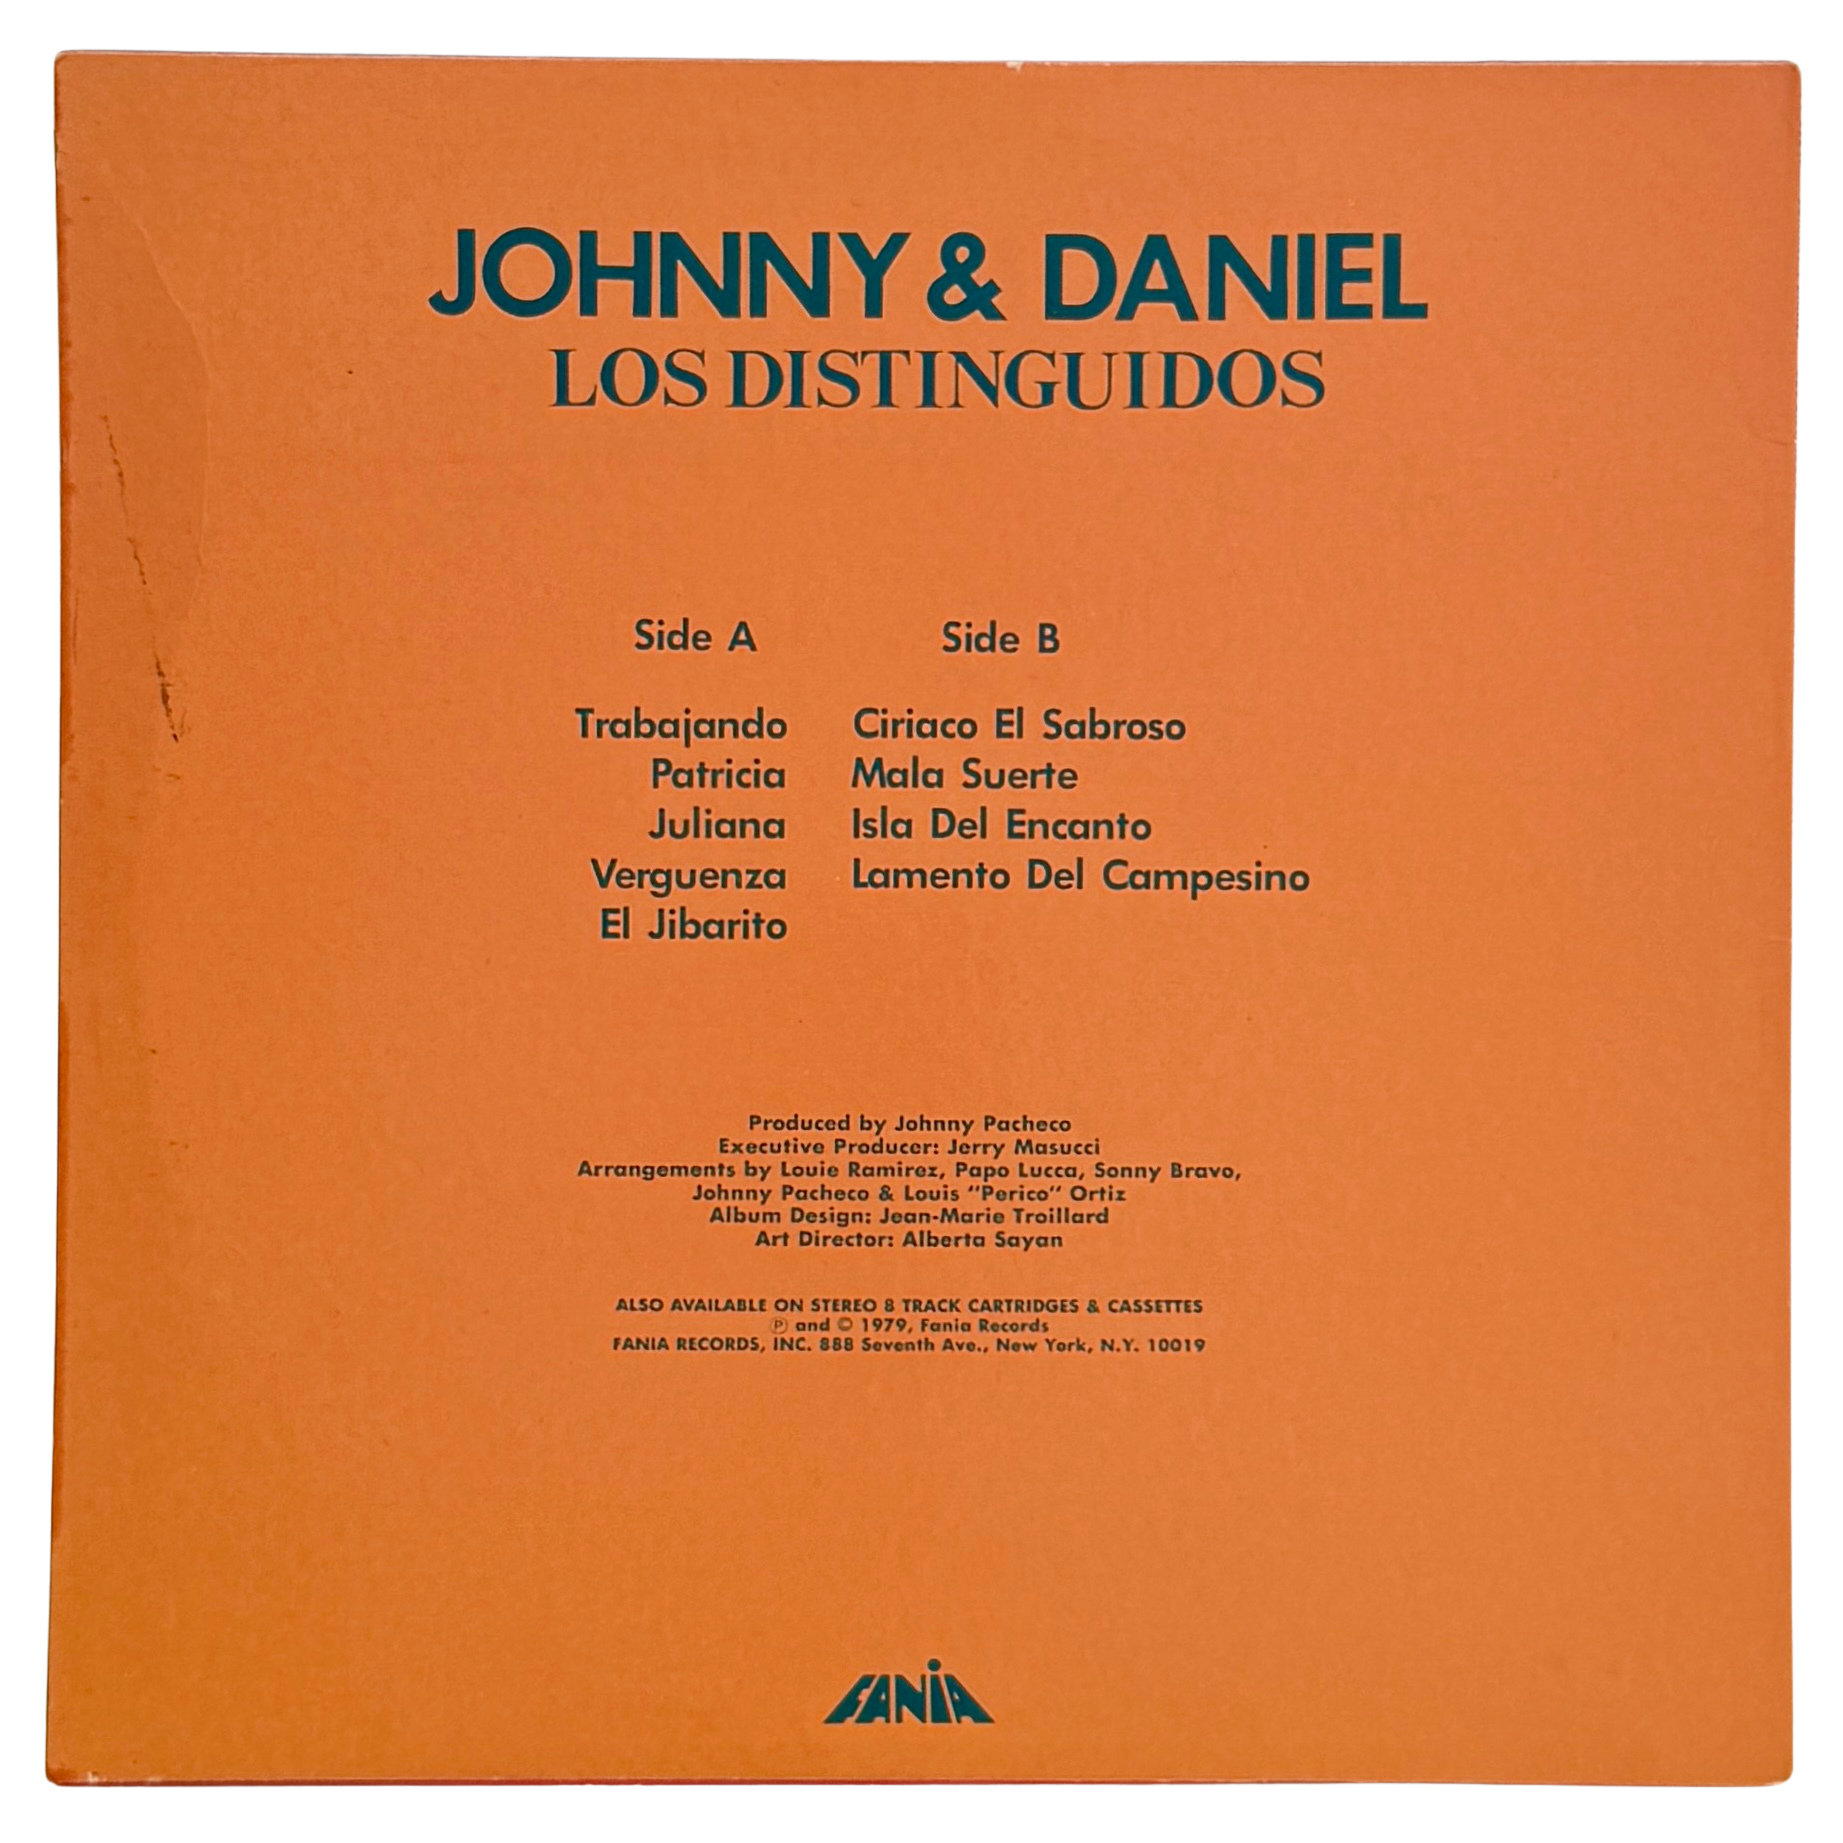 JOHNNY & DANIEL
LOS DISTINGUIDOS
Side A
Trabajando
Patricia
Juliana
Verguenza
El Jibarito
Side B
Ciriaco El Sabroso
Mala Suerte
Isla Del Encanto
Lamento Del Campesino
Produced by Johnny Pacheco
Executive Producer: Jerry Masucci
Arrangements by Louie Ramirez, Papo Lucca, Sonny Bravo,
Johnny Pacheco & Louis "Perico" Ortiz
Album Design: Jean-Marie Troillard
Art Director: Alberta Sayan
ALSO AVAILABLE ON STEREO 8 TRACK CARTRIDGES & CASSETTES
℗ and © 1979, Fania Records
FANIA RECORDS, INC. 888 Seventh Ave., New York, N.Y. 10019
FANiA